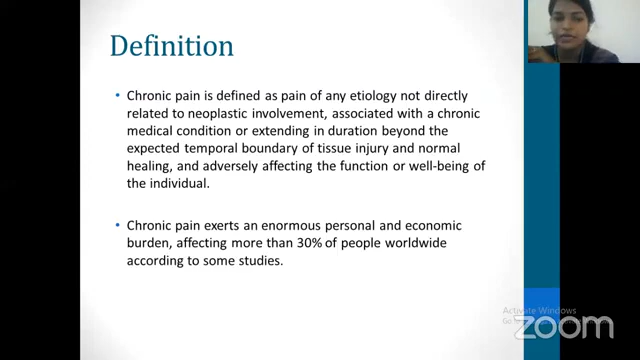 Definition
• Chronic pain is defined as pain of any etiology not directly
related to neoplastic involvement, associated with a chronic
medical condition or extending in duration beyond the
expected temporal boundary of tissue injury and normal
healing, and adversely affecting the function or well-being of
the individual.
• Chronic pain exerts an enormous personal and economic
burden, affecting more than 30% of people worldwide
according to some studies.
Activate Windows
zoom